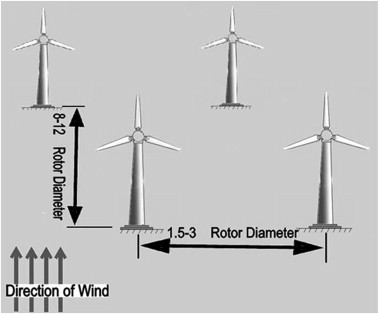 8-12 Rotor Diameter
1.5-3 Rotor Diameter
Direction of Wind